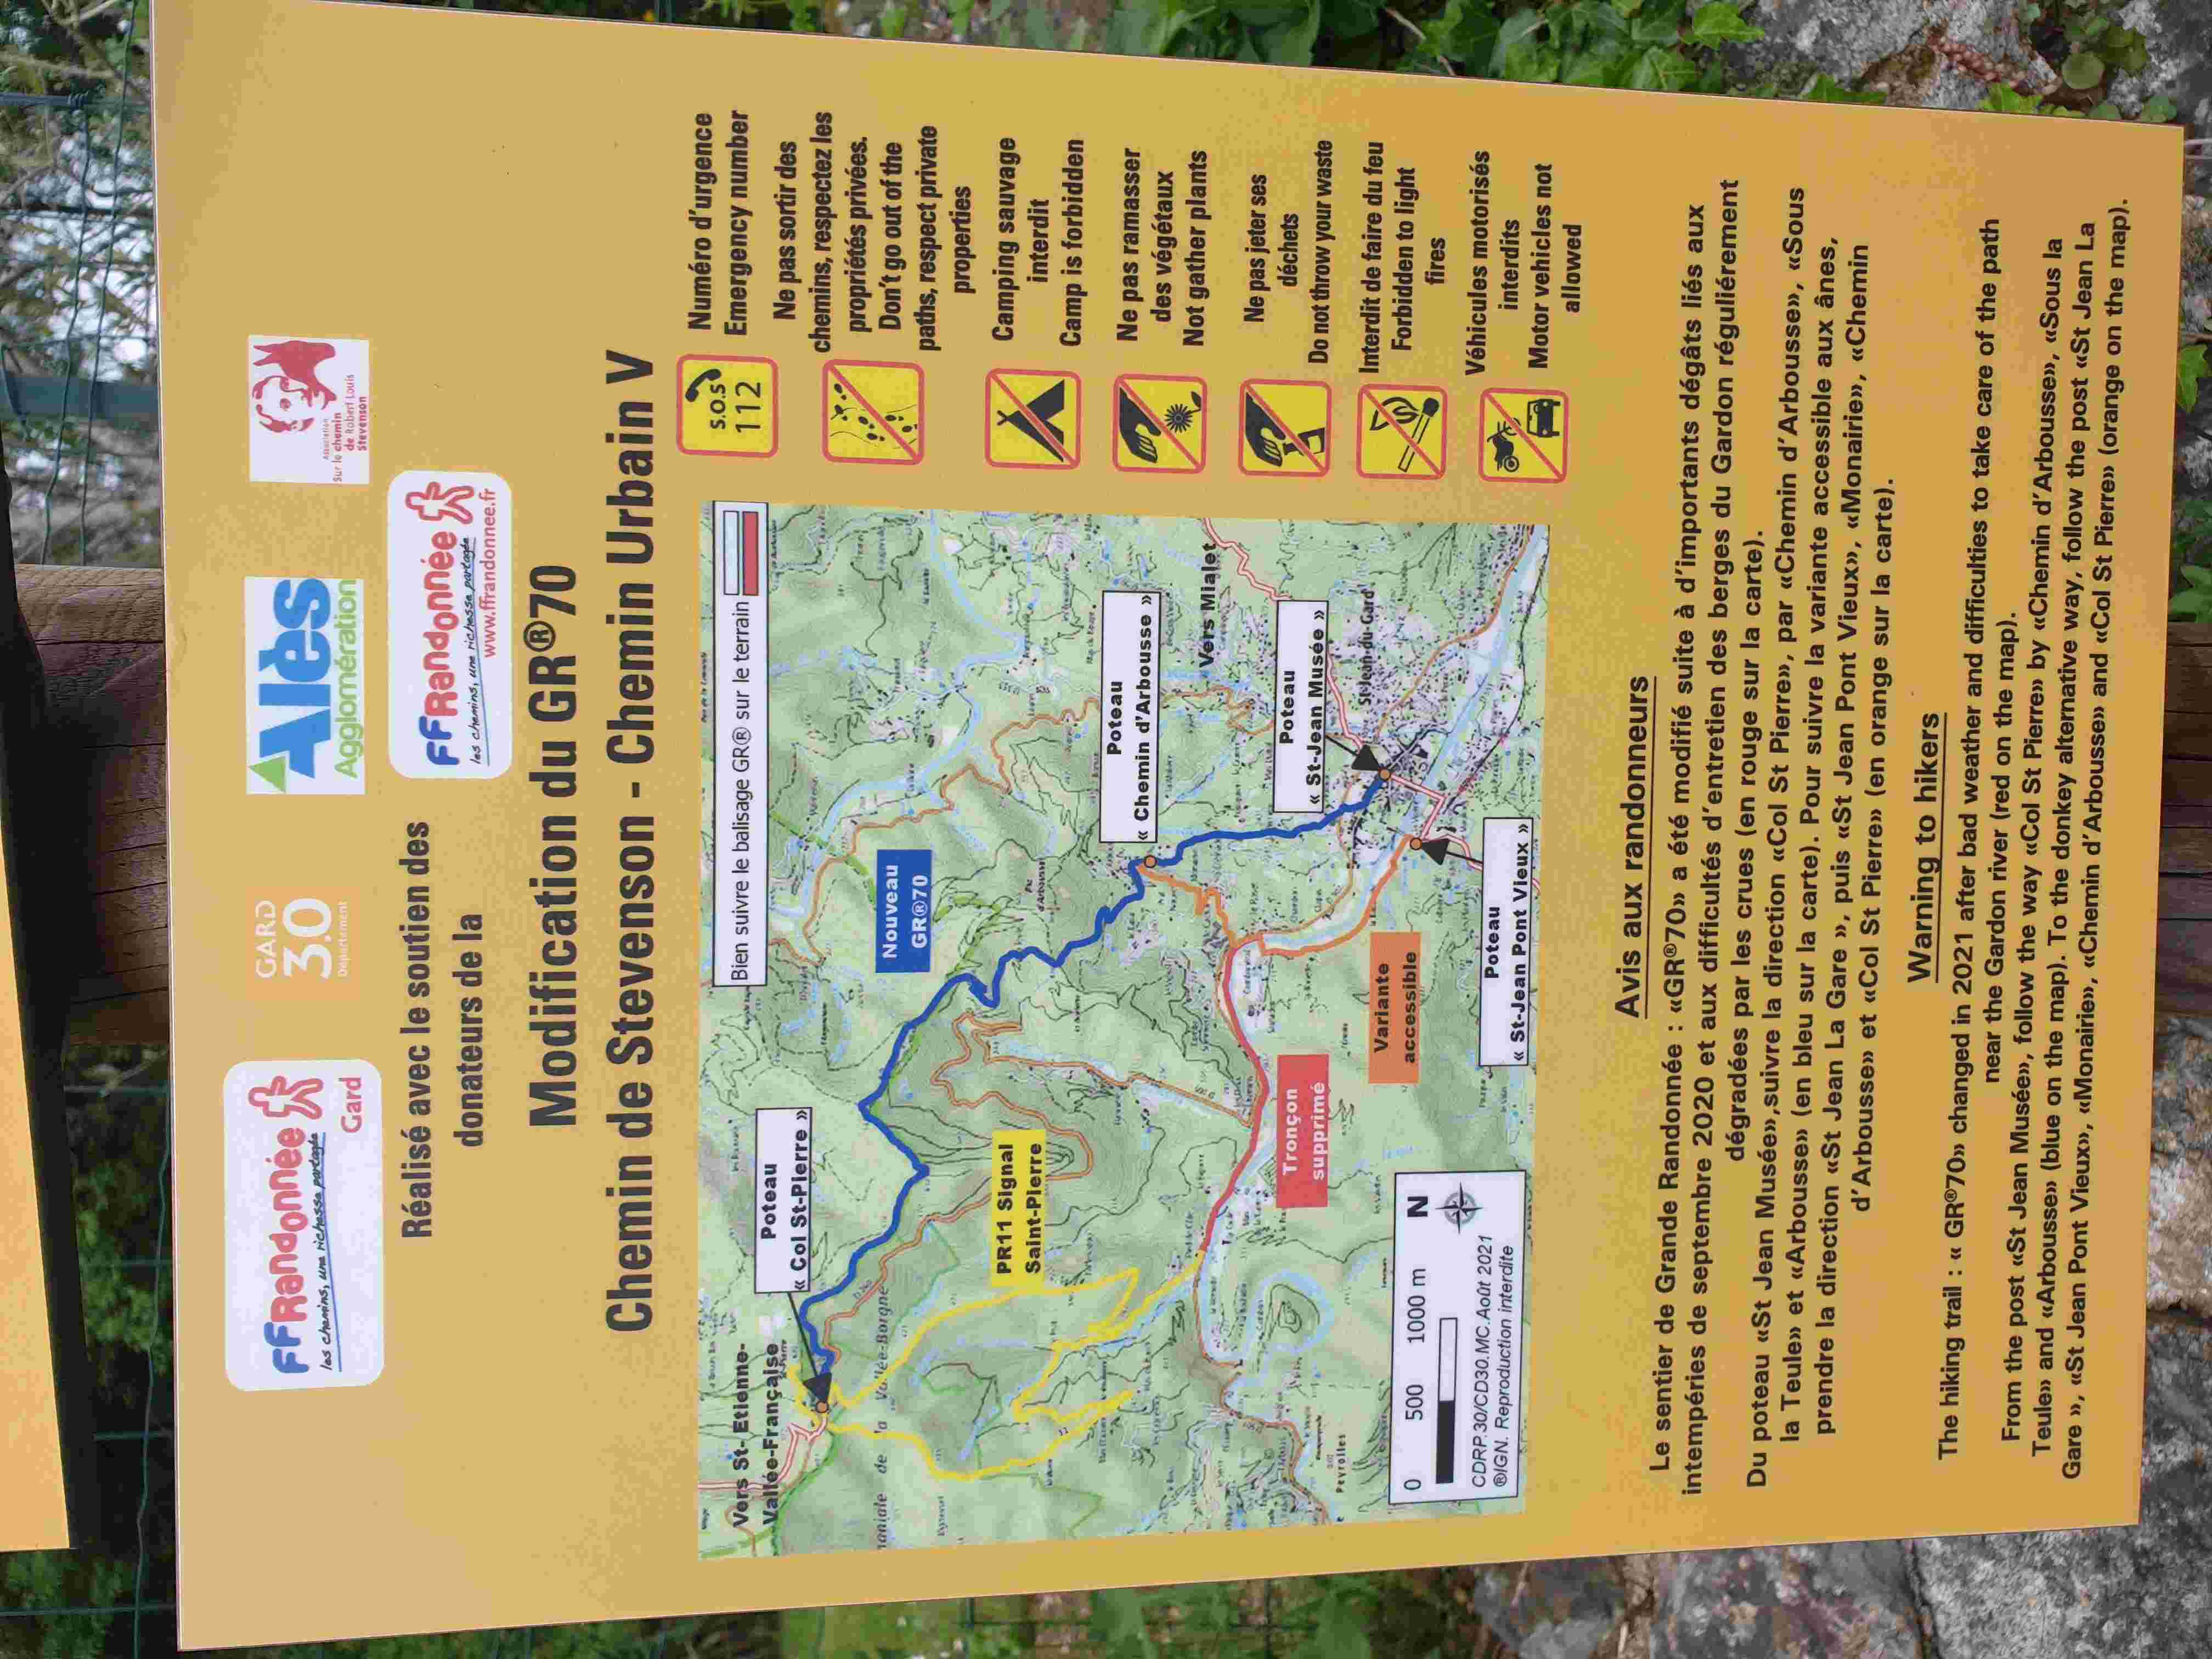 FFRandonnée
les chemins, une richesse partagée
Gard
GARD
3.0
Département
Alès
Agglomération
Association
Sur le chemin
de Robert Louis
Stevenson
Réalisé avec le soutien des
donateurs de la
FFRandonnée
les chemins, une richesse partagée
www.ffrandonnee.fr
Modification du GR®70
Chemin de Stevenson - Chemin Urbain V
Vers St- Etienne-
Vallée-Française
Poteau
« Col St-Pierre »
Bien suivre le balisage GR® sur le terrain
de la Vallée-Borgne
Nouveau
GR®70
PR11 Signal
Saint-Pierre
Pic
d'Arbousse
Poteau
« Chemin d'Arbousse »
Vers Mialet
Tronçon
supprimé
Poteau
« St-Jean Musée »
Peyrolles
St-Jean-du-Gard
Variante
accessible
0 500 1000 m N
CDRP.30/CD30.MC.Août 2021
®IGN. Reproduction interdite
Poteau
« St-Jean Pont Vieux »
S.O.S
112
Numéro d'urgence
Emergency number
Ne pas sortir des
chemins, respectez les
propriétés privées.
Don't go out of the
paths, respect private
properties
Camping sauvage
interdit
Camp is forbidden
Ne pas ramasser
des végétaux
Not gather plants
Ne pas jeter ses
déchets
Do not throw your waste
Interdit de faire du feu
Forbidden to light
fires
Véhicules motorisés
interdits
Motor vehicles not
allowed
Avis aux randonneurs
Le sentier de Grande Randonnée : «GR®70» a été modifié suite à d'importants dégâts liés aux
intempéries de septembre 2020 et aux difficultés d'entretien des berges du Gardon réguliérement
dégradées par les crues (en rouge sur la carte).
Du poteau «St Jean Musée»,suivre la direction «Col St Pierre», par «Chemin d'Arbousse», «Sous
la Teule» et «Arbousse» (en bleu sur la carte). Pour suivre la variante accessible aux ânes,
prendre la direction «St Jean La Gare », puis «St Jean Pont Vieux», «Monairie», «Chemin
d'Arbousse» et «Col St Pierre» (en orange sur la carte).
Warning to hikers
The hiking trail : « GR®70» changed in 2021 after bad weather and difficulties to take care of the path
near the Gardon river (red on the map).
From the post «St Jean Musée», follow the way «Col St Pierre» by «Chemin d'Arbousse», «Sous la
Teule» and «Arbousse» (blue on the map). To the donkey alternative way, follow the post «St Jean La
Gare », «St Jean Pont Vieux», «Monairie», «Chemin d'Arbousse» and «Col St Pierre» (orange on the map).